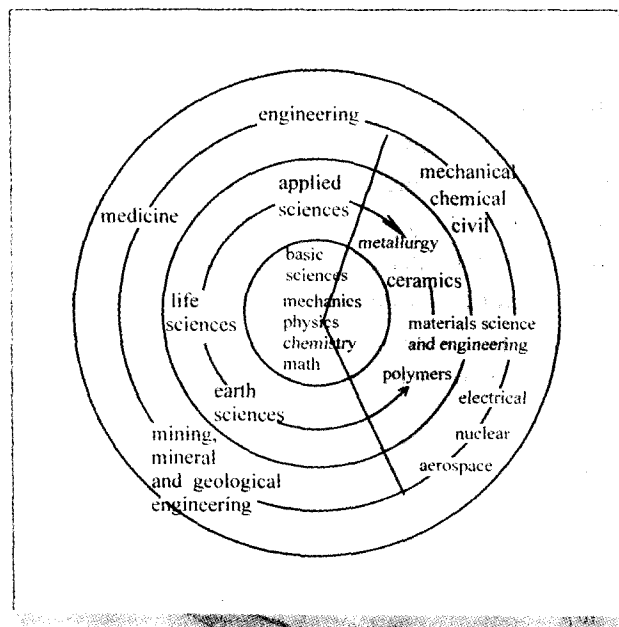 engineering
mechanical
chemical
civil
applied
sciences
medicine
metallurgy
basic
sciences
mechanics
physics
chemistry
math
ceramics
life
sciences
materials science
and engineering
polymers
earth
sciences
electrical
nuclear
aerospace
mining,
mineral
and geological
engineering